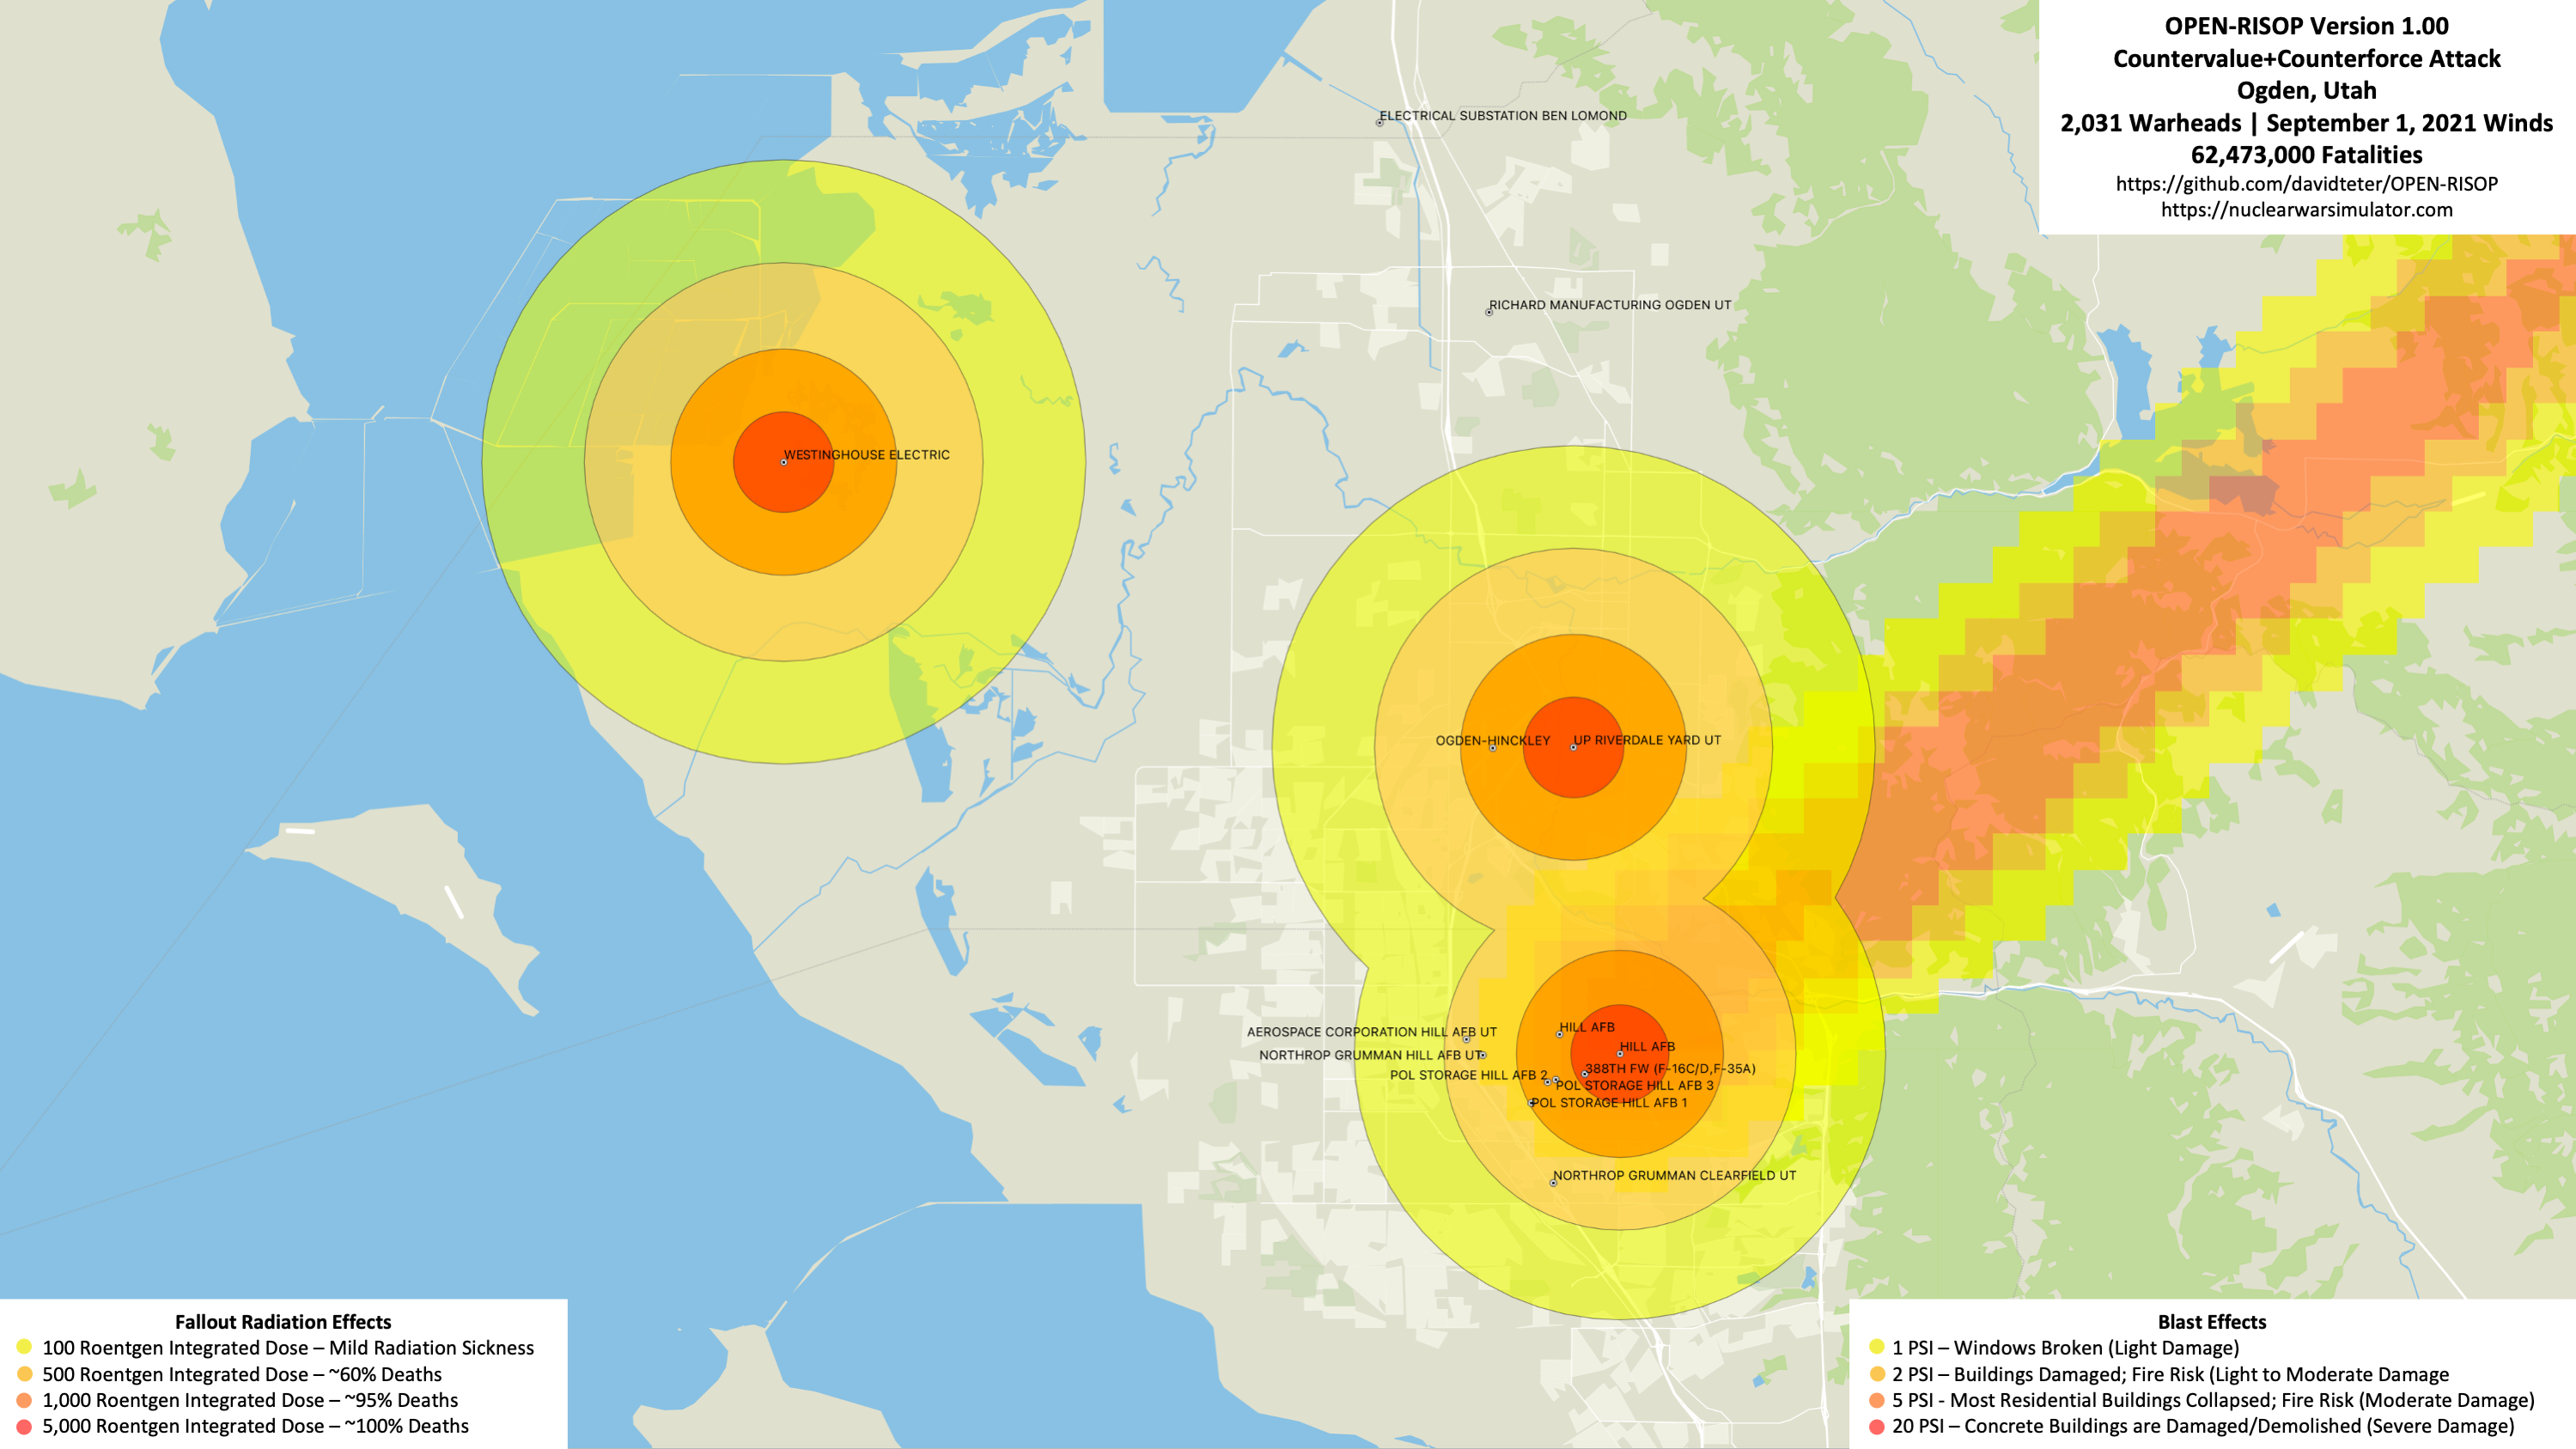 OPEN-RISOP Version 1.00
Countervalue+Counterforce Attack
Ogden, Utah
2,031 Warheads | September 1, 2021 Winds
62,473,000 Fatalities
https://github.com/davidteter/OPEN-RISOP
https://nuclearwarsimulator.com
ELECTRICAL SUBSTATION BEN LOMOND
RICHARD MANUFACTURING OGDEN UT
WESTINGHOUSE ELECTRIC
OGDEN-HINCKLEY
UP RIVERDALE YARD UT
HILL AFB
AEROSPACE CORPORATION HILL AFB UT
HILL AFB
NORTHROP GRUMMAN HILL AFB UT
388TH FW (F-16C/D,F-35A)
POL STORAGE HILL AFB 2
POL STORAGE HILL AFB 3
POL STORAGE HILL AFB 1
NORTHROP GRUMMAN CLEARFIELD UT
Fallout Radiation Effects
100 Roentgen Integrated Dose – Mild Radiation Sickness
500 Roentgen Integrated Dose – ~60% Deaths
1,000 Roentgen Integrated Dose – ~95% Deaths
5,000 Roentgen Integrated Dose – ~100% Deaths
Blast Effects
1 PSI – Windows Broken (Light Damage)
2 PSI – Buildings Damaged; Fire Risk (Light to Moderate Damage
5 PSI - Most Residential Buildings Collapsed; Fire Risk (Moderate Damage)
20 PSI – Concrete Buildings are Damaged/Demolished (Severe Damage)